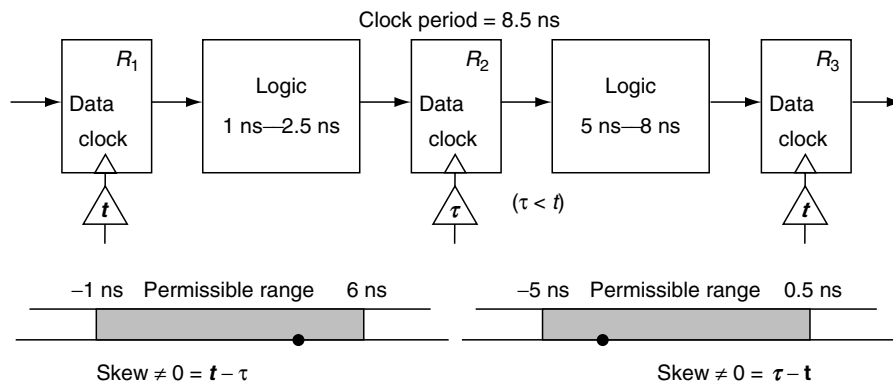 Clock period = 8.5 ns
R1
Data
clock
t
Logic
1 ns—2.5 ns
R2
Data
clock
τ
(τ < t)
Logic
5 ns—8 ns
R3
Data
clock
t
–1 ns Permissible range 6 ns
Skew ≠ 0 = t – τ
–5 ns Permissible range 0.5 ns
Skew ≠ 0 = τ – t